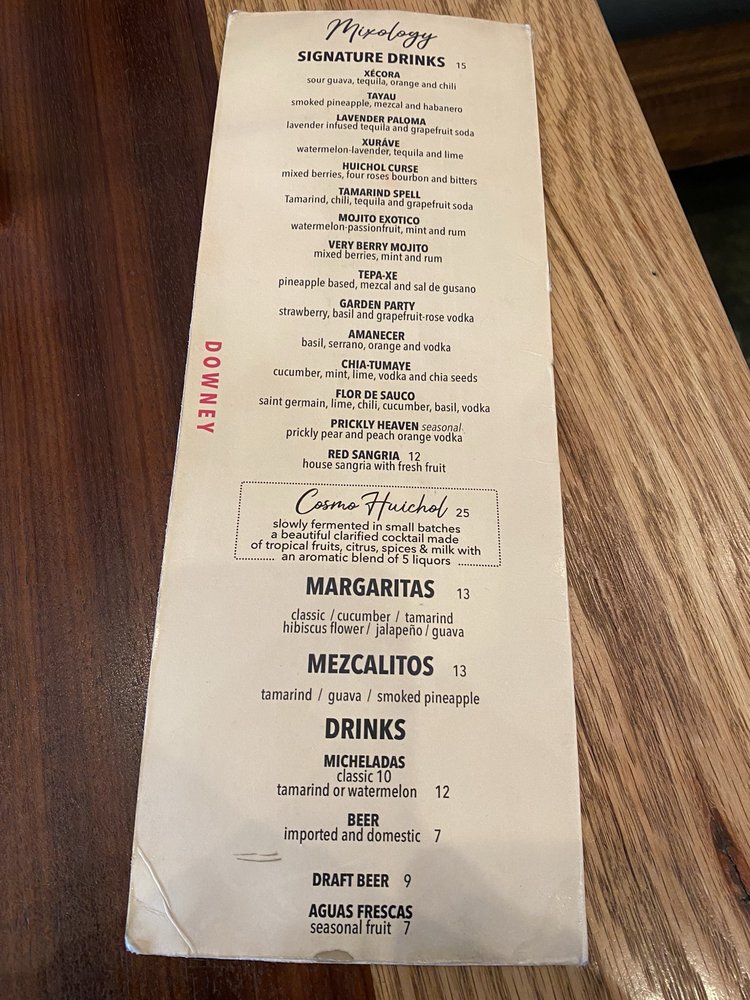 Mixology
SIGNATURE DRINKS 15
XÉCORA
sour guava, tequila, orange and chili
TAYAU
smoked pineapple, mezcal and habanero
LAVENDER PALOMA
lavender infused tequila and grapefruit soda
XURÁVE
watermelon-lavender, tequila and lime
HUICHOL CURSE
mixed berries, four roses bourbon and bitters
TAMARIND SPELL
Tamarind, chili, tequila and grapefruit soda
MOJITO EXOTICO
watermelon-passionfruit, mint and rum
VERY BERRY MOJITO
mixed berries, mint and rum
TEPA-XE
pineapple based, mezcal and sal de gusano
GARDEN PARTY
strawberry, basil and grapefruit-rose vodka
AMANECER
basil, serrano, orange and vodka
CHIA-TUMAYE
cucumber, mint, lime, vodka and chia seeds
FLOR DE SAUCO
saint germain, lime, chili, cucumber, basil, vodka
PRICKLY HEAVEN seasonal
prickly pear and peach orange vodka
RED SANGRIA 12
house sangria with fresh fruit
Cosmo Huichol 25
slowly fermented in small batches
a beautiful clarified cocktail made
of tropical fruits, citrus, spices & milk with
an aromatic blend of 5 liquors
MARGARITAS 13
classic / cucumber / tamarind
hibiscus flower / jalapeño / guava
MEZCALITOS 13
tamarind / guava / smoked pineapple
DRINKS
MICHELADAS
classic 10
tamarind or watermelon 12
BEER
imported and domestic 7
DRAFT BEER 9
AGUAS FRESCAS
seasonal fruit 7
DOWNEY